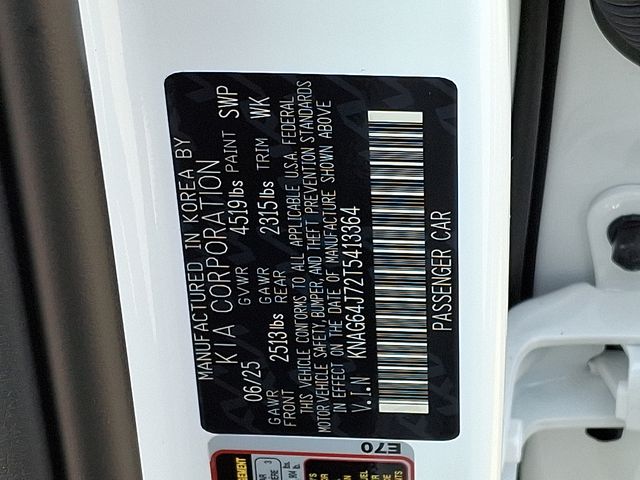 MANUFACTURED IN KOREA BY
KIA CORPORATION
06/25 GVWR 4519lbs PAINT SWP
GAWR FRONT 2513lbs GAWR REAR 2315lbs TRIM WK
THIS VEHICLE CONFORMS TO ALL APPLICABLE U.S.A. FEDERAL
MOTOR VEHICLE SAFETY, BUMPER, AND THEFT PREVENTION STANDARDS
IN EFFECT ON THE DATE OF MANUFACTURE SHOWN ABOVE
V.I.N KNAG64J72T5413364
PASSENGER CAR
E70